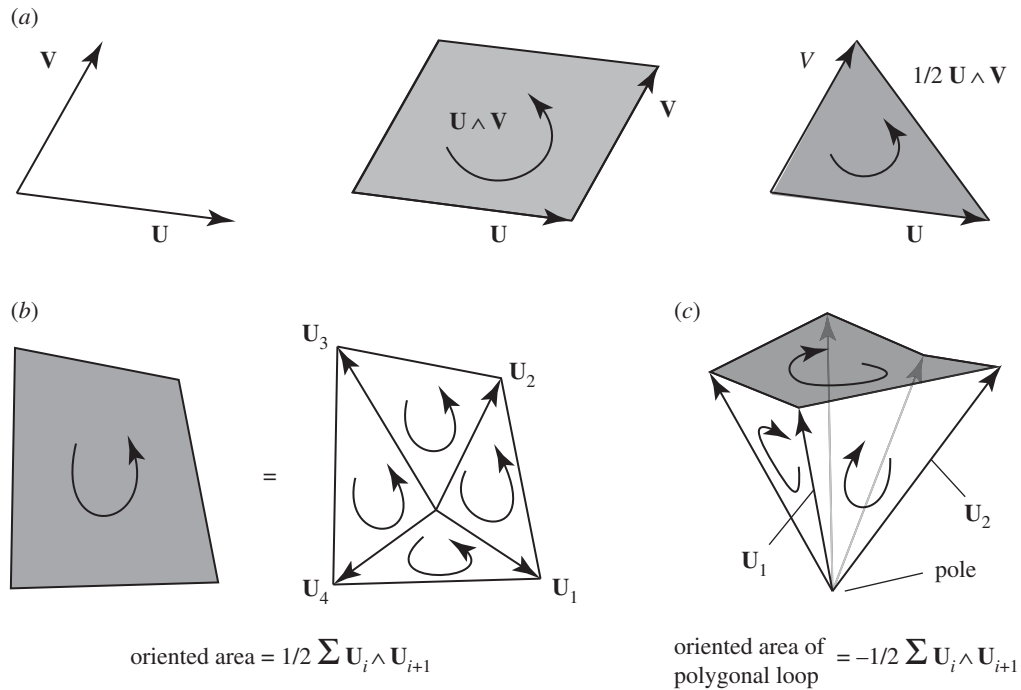 (a)
V
U
U ∧ V
V
U
V
1/2 U ∧ V
U
(b)
=
U₃
U₂
U₄
U₁
oriented area = 1/2 Σ Uᵢ ∧ Uᵢ₊₁
(c)
U₁
U₂
pole
oriented area of
polygonal loop = –1/2 Σ Uᵢ ∧ Uᵢ₊₁